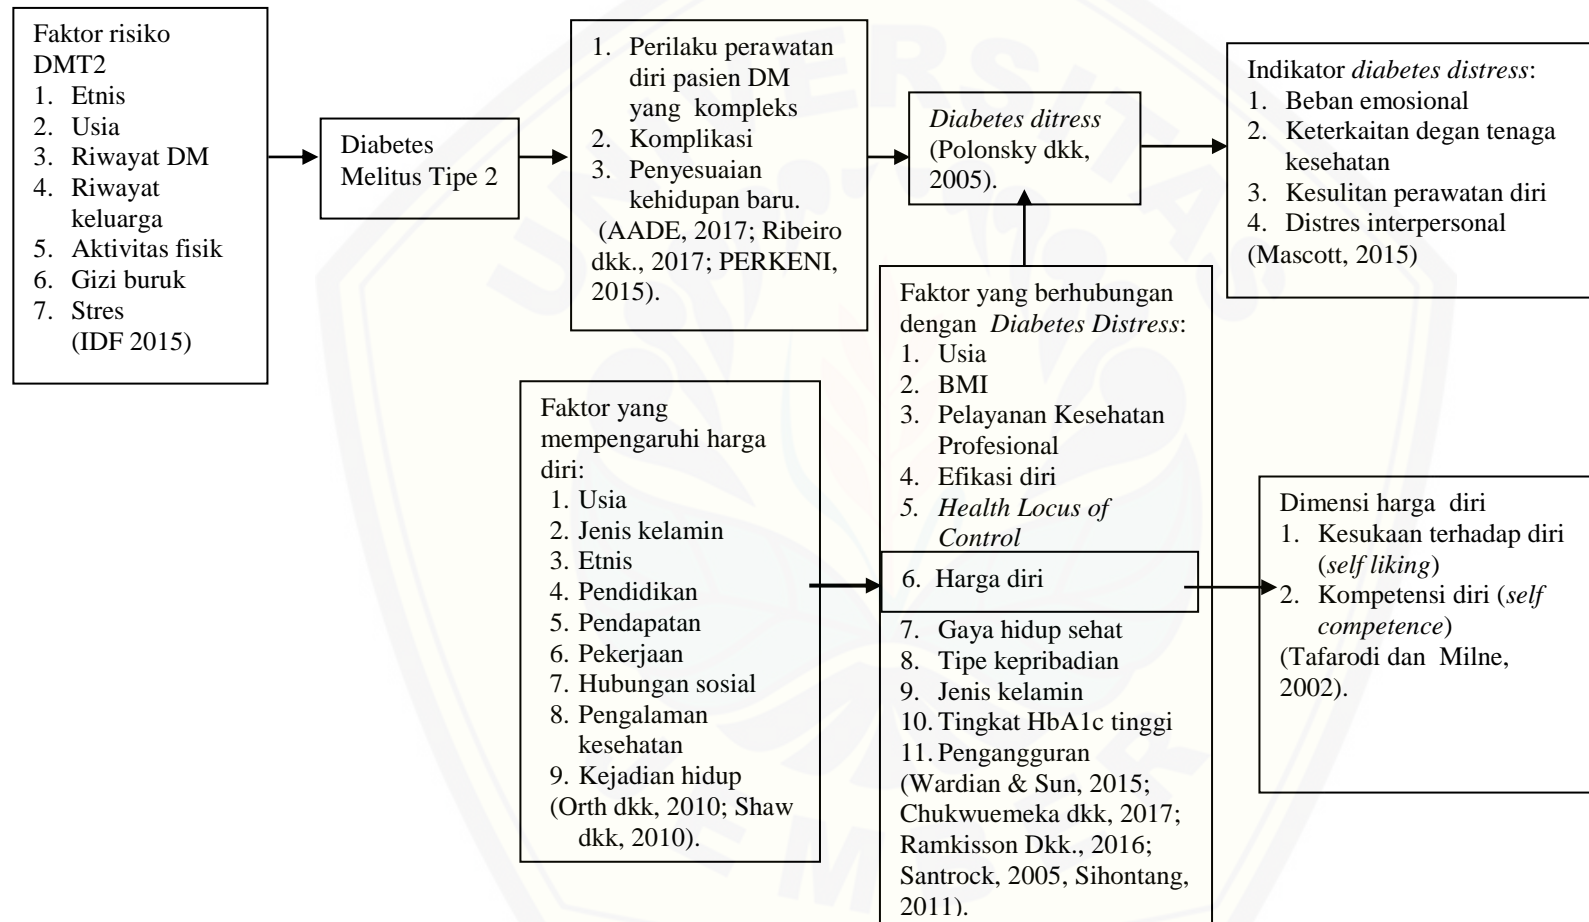 Faktor risiko
DMT2
1. Etnis
2. Usia
3. Riwayat DM
4. Riwayat
keluarga
5. Aktivitas fisik
6. Gizi buruk
7. Stres
(IDF 2015)
Diabetes
Melitus Tipe 2
1. Perilaku perawatan
diri pasien DM
yang kompleks
2. Komplikasi
3. Penyesuaian
kehidupan baru.
(AADE, 2017; Ribeiro
dkk., 2017; PERKENI,
2015).
Diabetes ditress
(Polonsky dkk,
2005).
Indikator diabetes distress:
1. Beban emosional
2. Keterkaitan degan tenaga
kesehatan
3. Kesulitan perawatan diri
4. Distres interpersonal
(Mascott, 2015)
Faktor yang
mempengaruhi harga
diri:
1. Usia
2. Jenis kelamin
3. Etnis
4. Pendidikan
5. Pendapatan
6. Pekerjaan
7. Hubungan sosial
8. Pengalaman
kesehatan
9. Kejadian hidup
(Orth dkk, 2010; Shaw
dkk, 2010).
Faktor yang berhubungan
dengan Diabetes Distress:
1. Usia
2. BMI
3. Pelayanan Kesehatan
Profesional
4. Efikasi diri
5. Health Locus of
Control
6. Harga diri
7. Gaya hidup sehat
8. Tipe kepribadian
9. Jenis kelamin
10. Tingkat HbA1c tinggi
11. Pengangguran
(Wardian & Sun, 2015;
Chukwuemeka dkk, 2017;
Ramkisson Dkk., 2016;
Santrock, 2005, Sihontang,
2011).
Dimensi harga diri
1. Kesukaan terhadap diri
(self liking)
2. Kompetensi diri (self
competence)
(Tafarodi dan Milne,
2002).